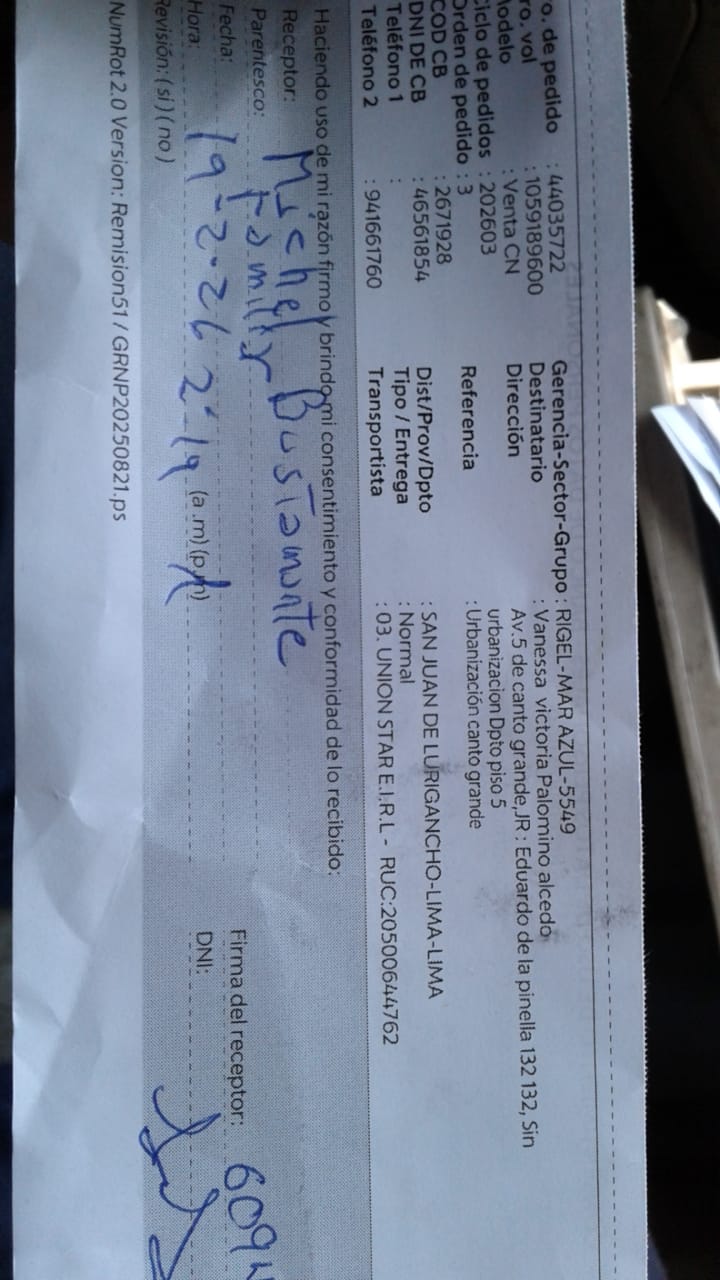 ro. de pedido : 44035722 Gerencia-Sector-Grupo : RIGEL-MAR AZUL-5549
ro. vol : 1059189600 Destinatario : Vanessa victoria Palomino alcedo
odelo : Venta CN Dirección Av.5 de canto grande,JR : Eduardo de la pinella 132 132, Sin
iclo de pedidos : 202603 urbanizacion Dpto piso 5
Orden de pedido : 3 Referencia : Urbanización canto grande
COD CB : 2671928
DNI DE CB : 46561854 Dist/Prov/Dpto : SAN JUAN DE LURIGANCHO-LIMA-LIMA
Teléfono 1 : Tipo / Entrega : Normal
Teléfono 2 : 941661760 Transportista : 03. UNION STAR E.I.R.L - RUC:20500644762
Haciendo uso de mi razón firmo y brindo mi consentimiento y conformidad de lo recibido:
Receptor: Michel Bustamante
Parentesco: Family
Fecha: 19-2-26 Firma del receptor: 6094
Hora: 2:19 (a.m) (p.m) DNI:
Revisión: (si) (no)
NumRot 2.0 Version: Remision51 / GRNP20250821.ps